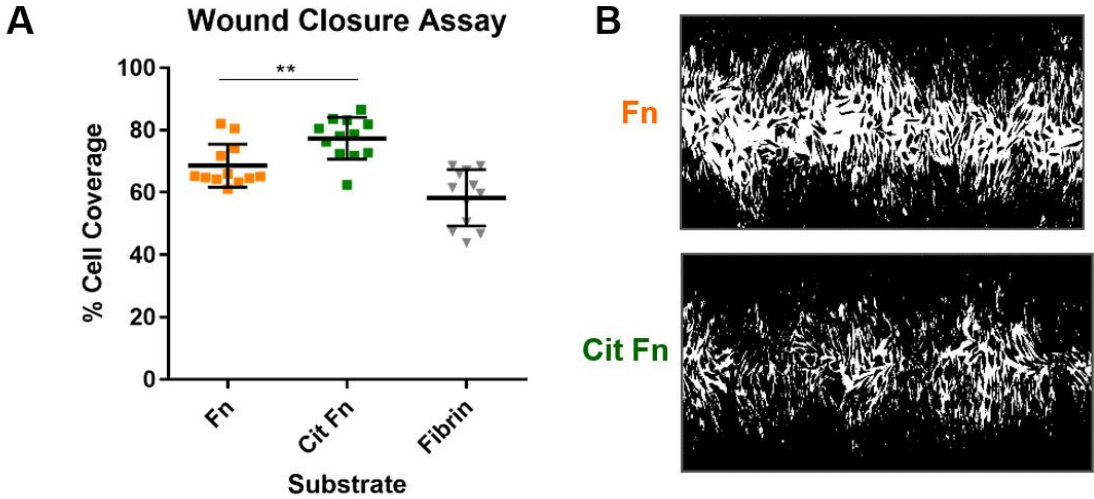 A
Wound Closure Assay
**
100
80
60
40
20
0
% Cell Coverage
Fn
Cit Fn
Fibrin
Substrate
B
Fn
Cit Fn